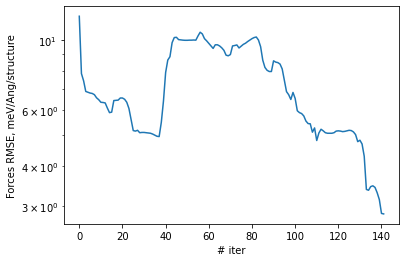 Forces RMSE, meV/Ang/structure
10¹
6 × 10⁰
4 × 10⁰
3 × 10⁰
0 20 40 60 80 100 120 140
# iter